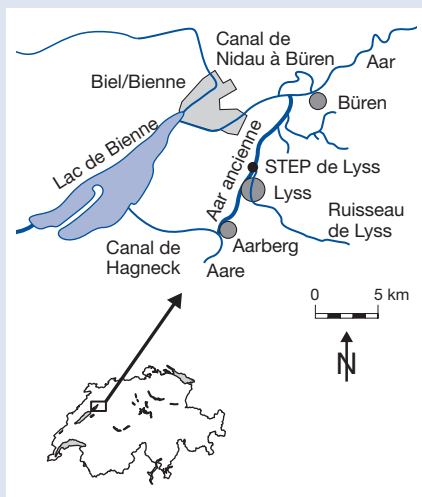 Canal de
Nidau à Büren
Aar
Biel/Bienne
Büren
Lac de Bienne
Aar ancienne
STEP de Lyss
Lyss
Ruisseau
de Lyss
Canal de
Hagneck
Aarberg
Aare
0 5 km
N